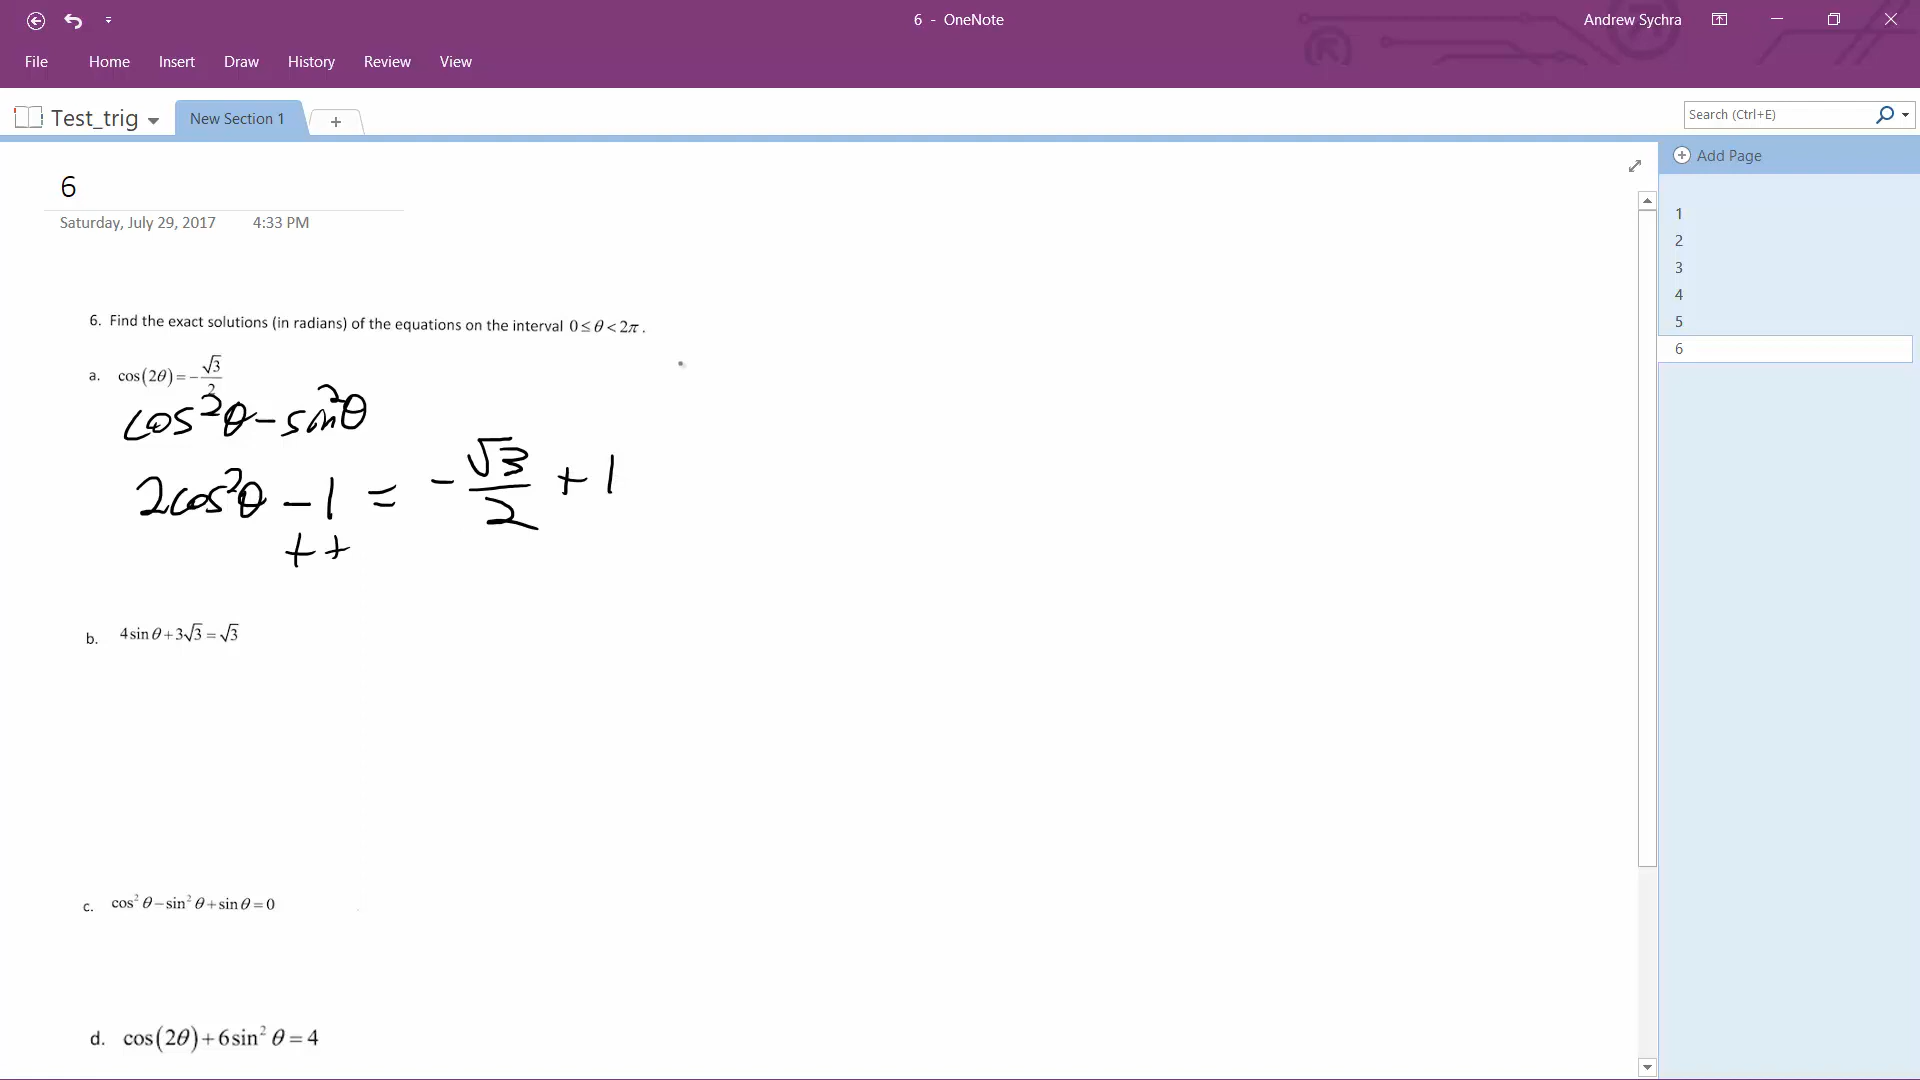 6 - OneNote
Andrew Sychra
File Home Insert Draw History Review View
Test_trig
New Section 1
+
Search (Ctrl+E)
Add Page
6
Saturday, July 29, 2017 4:33 PM
1
2
3
4
5
6
6. Find the exact solutions (in radians) of the equations on the interval 0 ≤ θ < 2π.
a. cos(2θ) = -√3/2
cos²θ - sin²θ
2cos²θ - 1 = -√3/2 + 1
++
b. 4 sin θ + 3√3 = √3
c. cos² θ - sin² θ + sin θ = 0
d. cos(2θ) + 6 sin² θ = 4